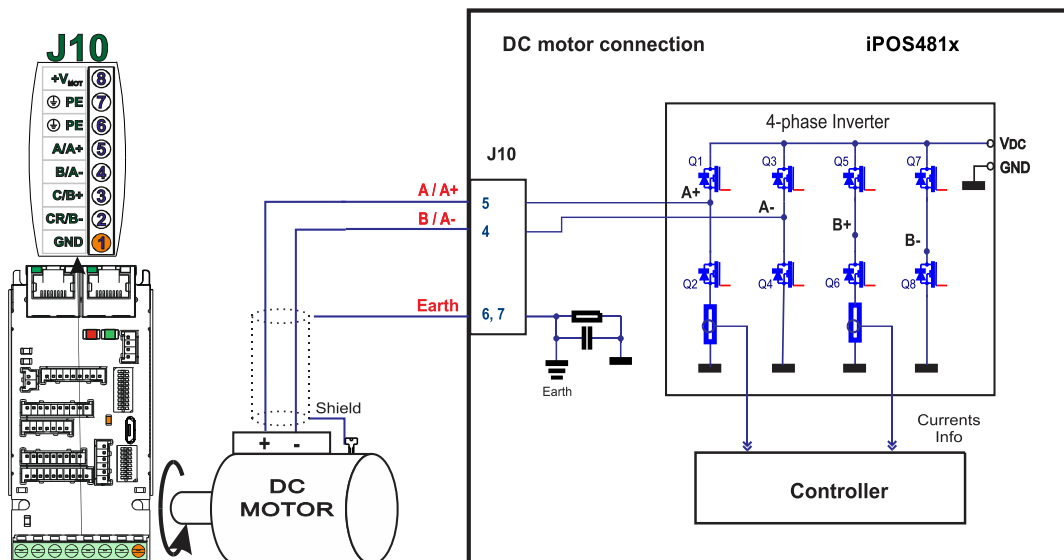 J10
+VMOT 8
PE 7
PE 6
A/A+ 5
B/A- 4
C/B+ 3
CR/B- 2
GND 1
DC motor connection
iPOS481x
4-phase Inverter
VDC
GND
Q1
Q3
Q5
Q7
A+
A-
B+
B-
Q2
Q4
Q6
Q8
J10
A / A+
5
B / A-
4
Earth
6, 7
Earth
Shield
+ -
DC
MOTOR
Currents
Info
Controller